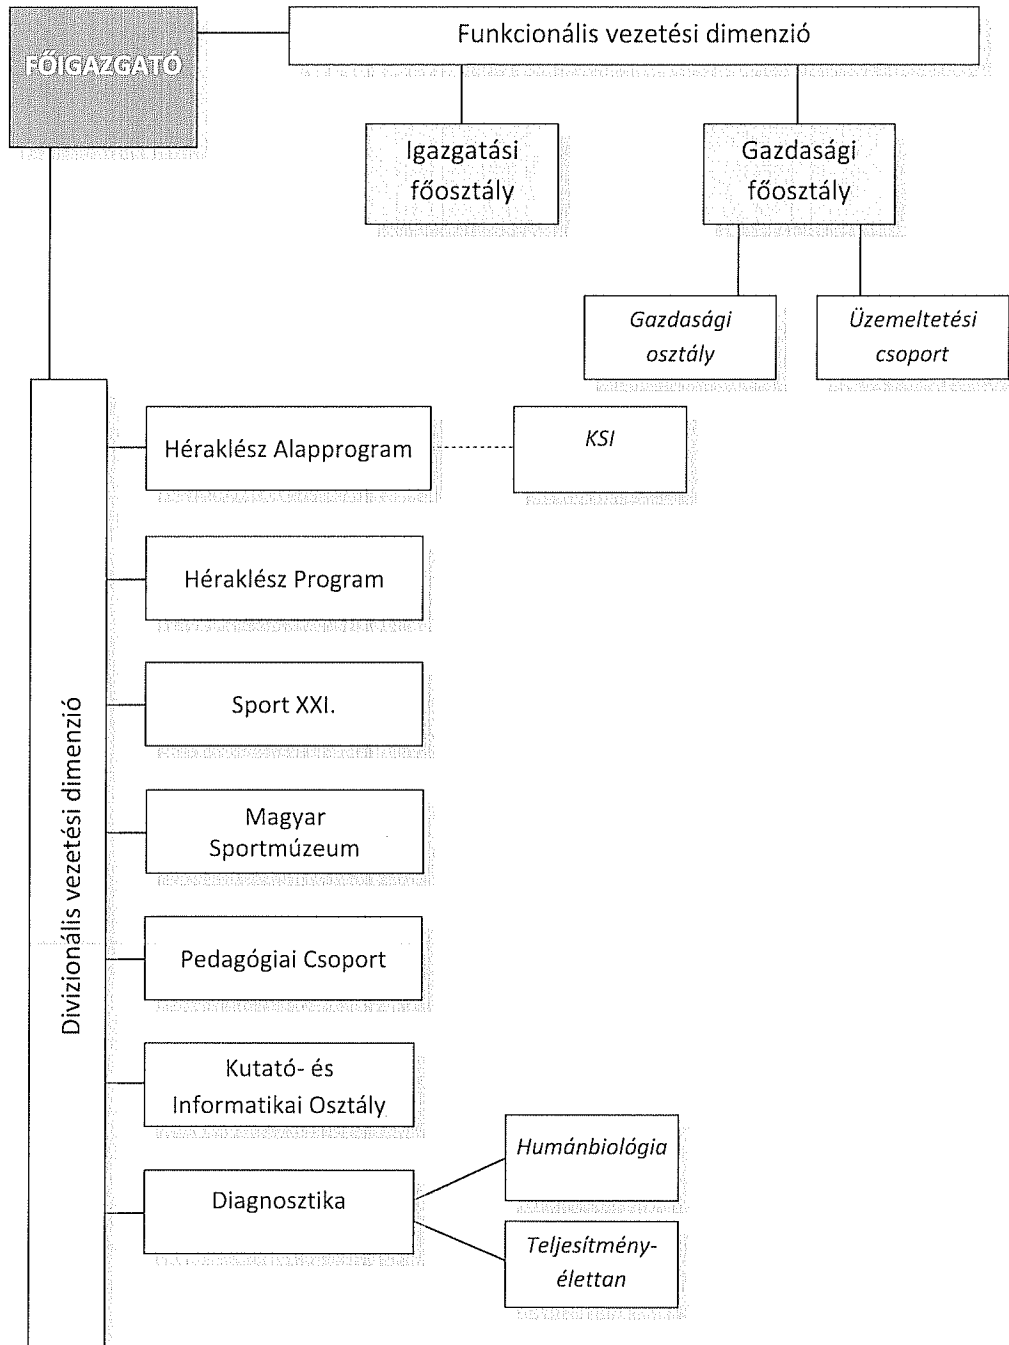 FŐIGAZGATÓ
Funkcionális vezetési dimenzió
Igazgatási
főosztály
Gazdasági
főosztály
Gazdasági
osztály
Üzemeltetési
csoport
Divizionális vezetési dimenzió
Héraklész Alapprogram
KSI
Héraklész Program
Sport XXI.
Magyar
Sportmúzeum
Pedagógiai Csoport
Kutató- és
Informatikai Osztály
Diagnosztika
Humánbiológia
Teljesítmény-
élettan